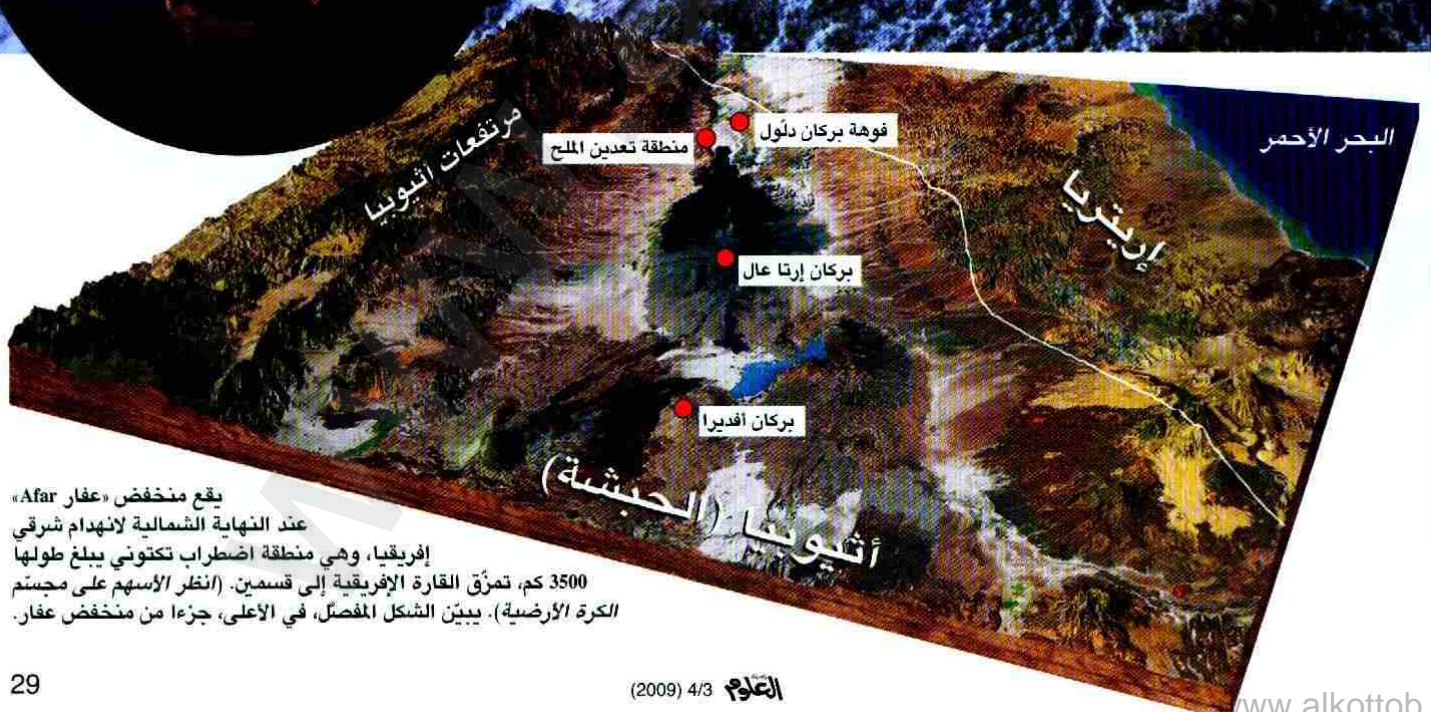 البحر الأحمر
إريتريا
مرتفعات اثيوبيا
فوهة بركان دلّول
منطقة تعدين الملح
بركان إرتا عال
بركان أفديرا
أثيوبيا (الحبشة)
يقع منخفض «عفار Afar»
عند النهاية الشمالية لانهدام شرقي
إفريقيا، وهي منطقة اضطراب تكتوني يبلغ طولها
3500 كم، تمزّق القارة الإفريقية إلى قسمين. (انظر الأسهم على مجسّم
الكرة الأرضية). يبيّن الشكل المفصّل، في الأعلى، جزءا من منخفض عفار.
العلوم 4/3 (2009)
29
www.alkottob